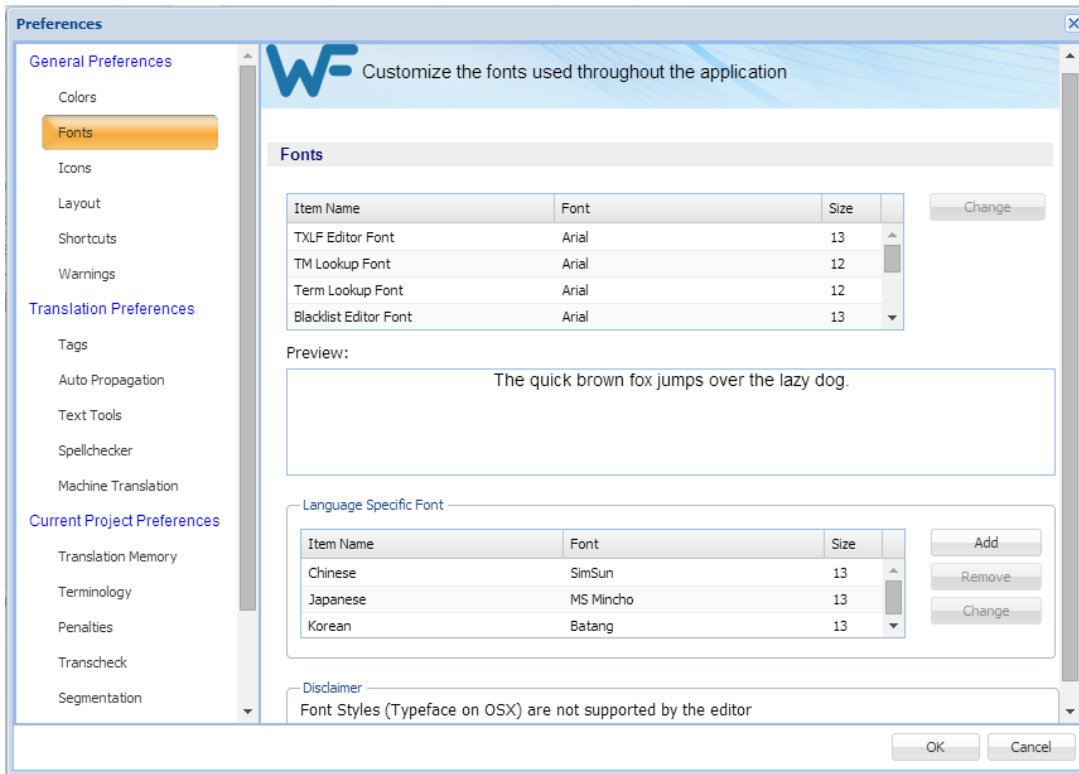 Preferences
General Preferences
Colors
Fonts
Icons
Layout
Shortcuts
Warnings
Translation Preferences
Tags
Auto Propagation
Text Tools
Spellchecker
Machine Translation
Current Project Preferences
Translation Memory
Terminology
Penalties
Transcheck
Segmentation
WF Customize the fonts used throughout the application
Fonts
Item Name Font Size
TXLF Editor Font Arial 13
TM Lookup Font Arial 12
Term Lookup Font Arial 12
Blacklist Editor Font Arial 13
Change
Preview:
The quick brown fox jumps over the lazy dog.
Language Specific Font
Item Name Font Size
Chinese SimSun 13
Japanese MS Mincho 13
Korean Batang 13
Add
Remove
Change
Disclaimer
Font Styles (Typeface on OSX) are not supported by the editor
OK Cancel